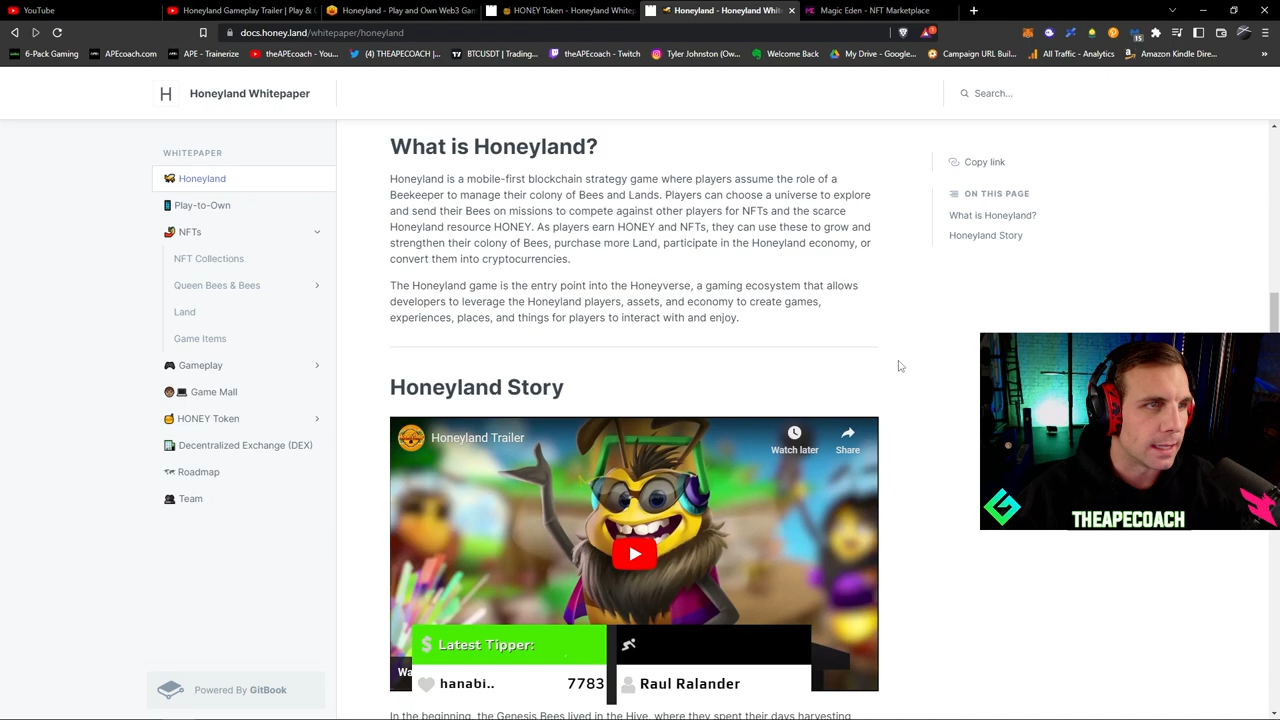 YouTube
Honeyland Gameplay Trailer | Play & (
Honeyland - Play and Own Web3 Gam
HONEY Token - Honeyland Whitep
Honeyland - Honeyland Whit
Magic Eden - NFT Marketplace
docs.honey.land/whitepaper/honeyland
15
6-Pack Gaming
APEcoach.com
APE - Trainerize
theAPEcoach - You...
(4) THEAPECOACH |...
BTCUSDT | Trading...
theAPEcoach - Twitch
Tyler Johnston (Ow...
Welcome Back
My Drive - Google...
Campaign URL Buil...
All Traffic - Analytics
Amazon Kindle Dire...
H Honeyland Whitepaper
Search...
WHITEPAPER
Honeyland
Play-to-Own
NFTs
NFT Collections
Queen Bees & Bees
Land
Game Items
Gameplay
Game Mall
HONEY Token
Decentralized Exchange (DEX)
Roadmap
Team
Powered By GitBook
What is Honeyland?
Honeyland is a mobile-first blockchain strategy game where players assume the role of a
Beekeeper to manage their colony of Bees and Lands. Players can choose a universe to explore
and send their Bees on missions to compete against other players for NFTs and the scarce
Honeyland resource HONEY. As players earn HONEY and NFTs, they can use these to grow and
strengthen their colony of Bees, purchase more Land, participate in the Honeyland economy, or
convert them into cryptocurrencies.
The Honeyland game is the entry point into the Honeyverse, a gaming ecosystem that allows
developers to leverage the Honeyland players, assets, and economy to create games,
experiences, places, and things for players to interact with and enjoy.
Honeyland Story
Honeyland Trailer
Watch later
Share
Wa
$ Latest Tipper:
hanabi.. 7783
Raul Ralander
In the beginning, the Genesis Bees lived in the Hive, where they spent their days harvesting
Copy link
ON THIS PAGE
What is Honeyland?
Honeyland Story
THEAPECOACH